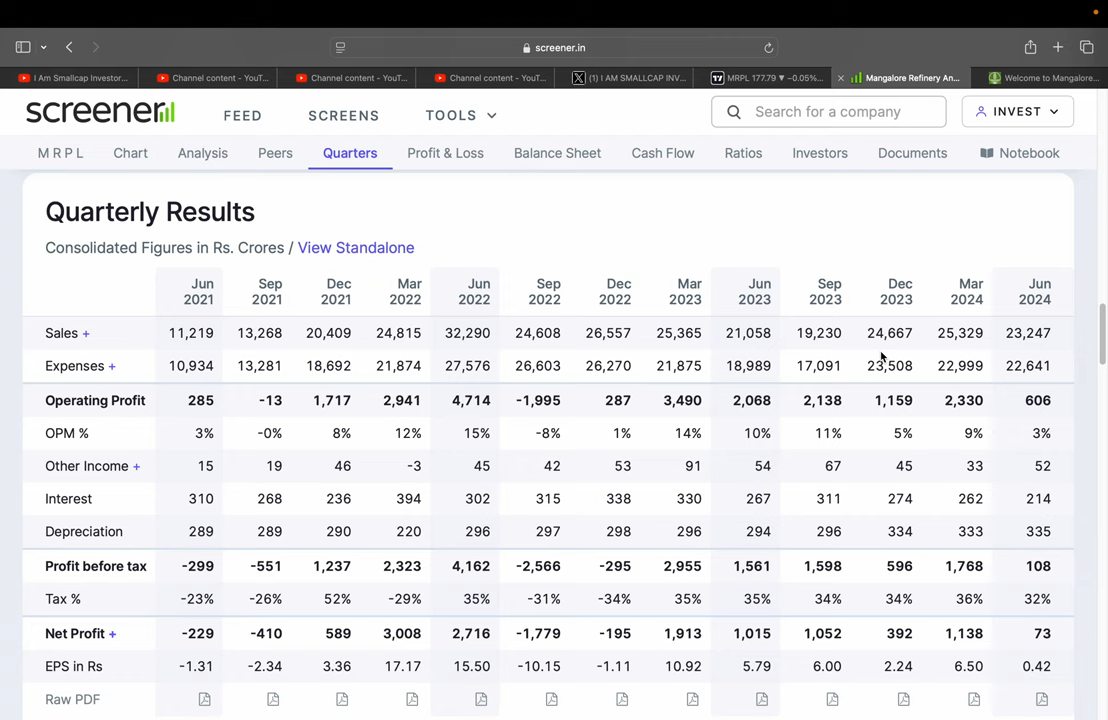 screener.in
I Am Smallcap Investor...
Channel content - YouT...
Channel content - YouT...
Channel content - YouT...
(1) I AM SMALLCAP INV...
MRPL 177.79 ▼ −0.05%...
Mangalore Refinery An...
Welcome to Mangalore...
screener
FEED
SCREENS
TOOLS
Search for a company
INVEST
M R P L
Chart
Analysis
Peers
Quarters
Profit & Loss
Balance Sheet
Cash Flow
Ratios
Investors
Documents
Notebook
Quarterly Results
Consolidated Figures in Rs. Crores / View Standalone
Jun 2021 Sep 2021 Dec 2021 Mar 2022 Jun 2022 Sep 2022 Dec 2022 Mar 2023 Jun 2023 Sep 2023 Dec 2023 Mar 2024 Jun 2024
Sales + 11,219 13,268 20,409 24,815 32,290 24,608 26,557 25,365 21,058 19,230 24,667 25,329 23,247
Expenses + 10,934 13,281 18,692 21,874 27,576 26,603 26,270 21,875 18,989 17,091 23,508 22,999 22,641
Operating Profit 285 -13 1,717 2,941 4,714 -1,995 287 3,490 2,068 2,138 1,159 2,330 606
OPM % 3% -0% 8% 12% 15% -8% 1% 14% 10% 11% 5% 9% 3%
Other Income + 15 19 46 -3 45 42 53 91 54 67 45 33 52
Interest 310 268 236 394 302 315 338 330 267 311 274 262 214
Depreciation 289 289 290 220 296 297 298 296 294 296 334 333 335
Profit before tax -299 -551 1,237 2,323 4,162 -2,566 -295 2,955 1,561 1,598 596 1,768 108
Tax % -23% -26% 52% -29% 35% -31% -34% 35% 35% 34% 34% 36% 32%
Net Profit + -229 -410 589 3,008 2,716 -1,779 -195 1,913 1,015 1,052 392 1,138 73
EPS in Rs -1.31 -2.34 3.36 17.17 15.50 -10.15 -1.11 10.92 5.79 6.00 2.24 6.50 0.42
Raw PDF